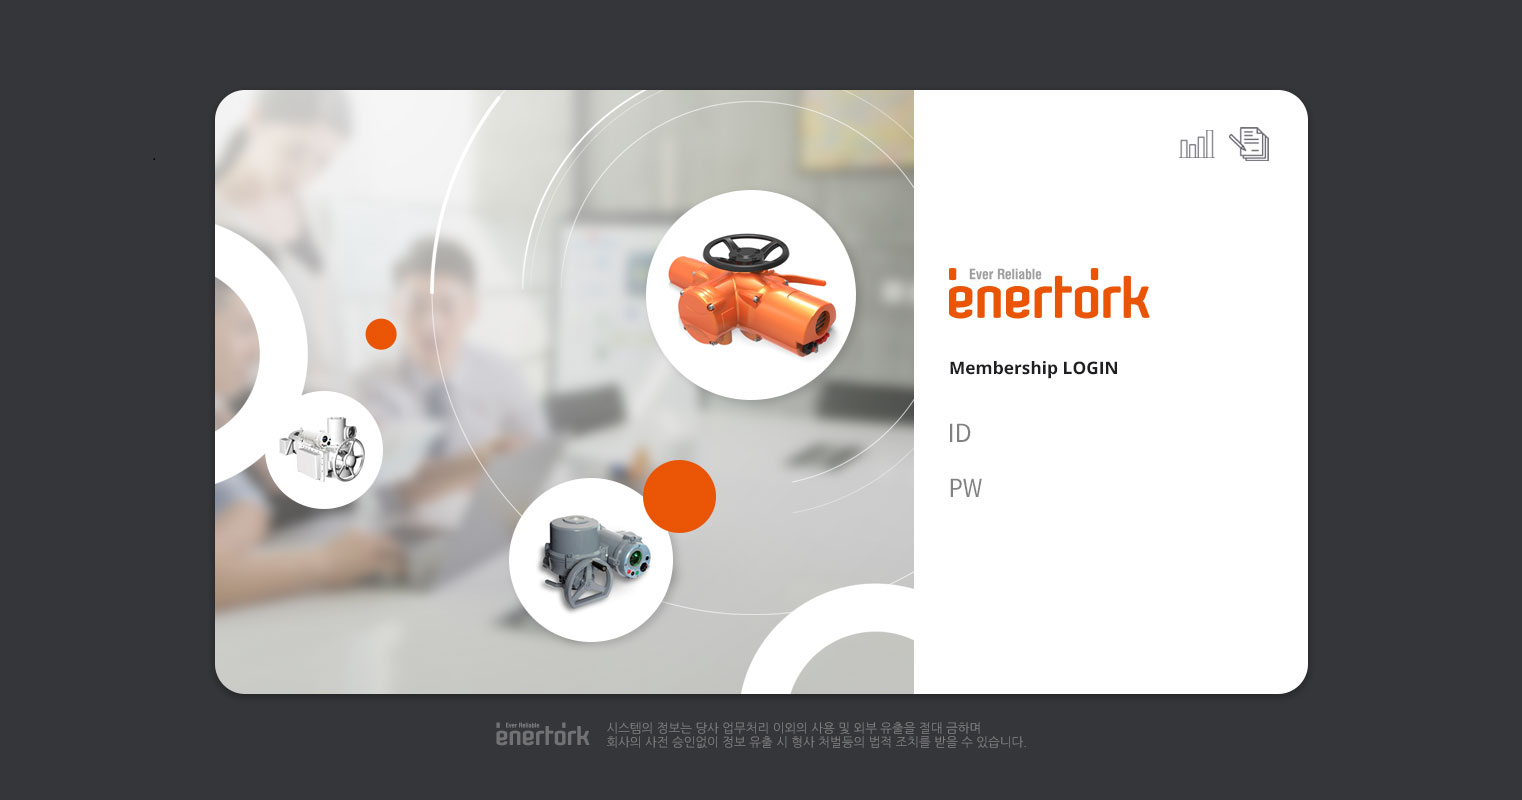 Ever Reliable
enertork
Membership LOGIN
ID
PW
Ever Reliable
enertork
시스템의 정보는 당사 업무처리 이외의 사용 및 외부 유출을 절대 금하며
회사의 사전 승인없이 정보 유출 시 형사 처벌등의 법적 조치를 받을 수 있습니다.